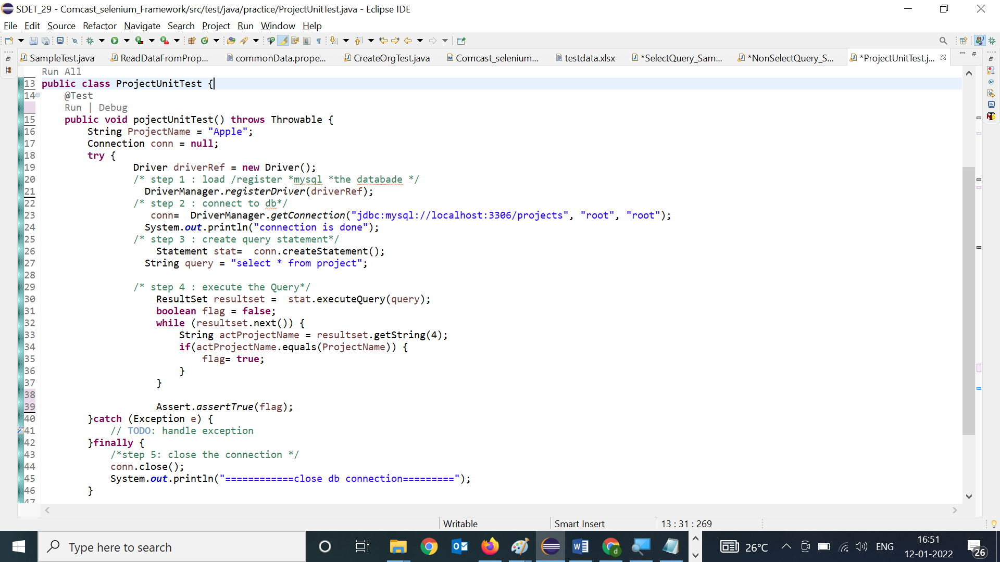 SDET_29 - Comcast_selenium_Framework/src/test/java/practice/ProjectUnitTest.java - Eclipse IDE
File Edit Source Refactor Navigate Search Project Run Window Help
SampleTest.java ReadDataFromProp... commonData.prope... CreateOrgTest.java Comcast_selenium... testdata.xlsx *SelectQuery_Sam... *NonSelectQuery_S... *ProjectUnitTest.j...
Run All
13 public class ProjectUnitTest {
14 @Test
Run | Debug
15 public void pojectUnitTest() throws Throwable {
16 String ProjectName = "Apple";
17 Connection conn = null;
18 try {
19 Driver driverRef = new Driver();
20 /* step 1 : load /register *mysql *the databade */
21 DriverManager.registerDriver(driverRef);
22 /* step 2 : connect to db*/
23 conn= DriverManager.getConnection("jdbc:mysql://localhost:3306/projects", "root", "root");
24 System.out.println("connection is done");
25 /* step 3 : create query statement*/
26 Statement stat= conn.createStatement();
27 String query = "select * from project";
28
29 /* step 4 : execute the Query*/
30 ResultSet resultset = stat.executeQuery(query);
31 boolean flag = false;
32 while (resultset.next()) {
33 String actProjectName = resultset.getString(4);
34 if(actProjectName.equals(ProjectName)) {
35 flag= true;
36 }
37 }
38
39 Assert.assertTrue(flag);
40 }catch (Exception e) {
41 // TODO: handle exception
42 }finally {
43 /*step 5: close the connection */
44 conn.close();
45 System.out.println("============close db connection=========");
46 }
47
Writable Smart Insert 13 : 31 : 269
Type here to search 26°C ENG 16:51
12-01-2022 26